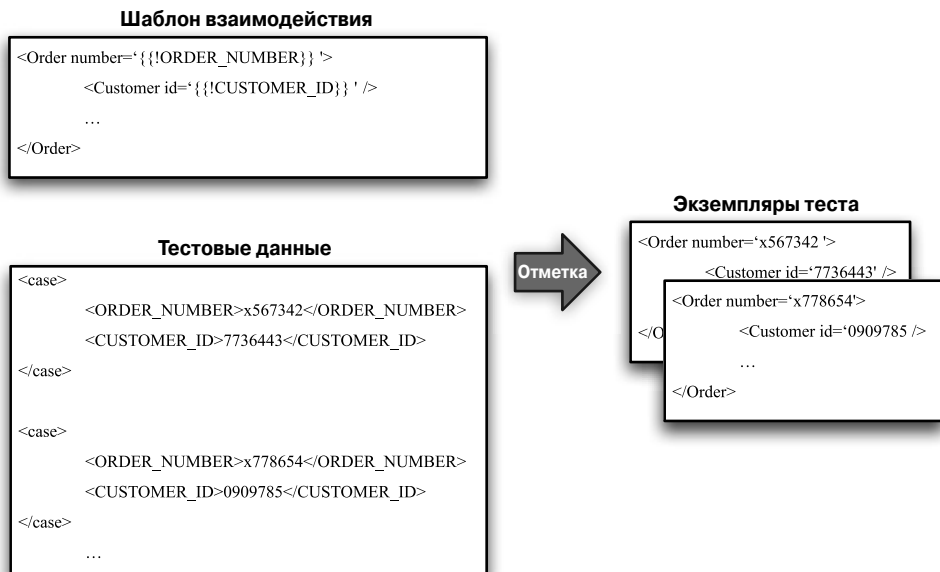 Шаблон взаимодействия
<Order number=‘{{!ORDER_NUMBER}} '>
<Customer id=‘{{!CUSTOMER_ID}} ' />
…
</Order>
Тестовые данные
<case>
<ORDER_NUMBER>x567342</ORDER_NUMBER>
<CUSTOMER_ID>7736443</CUSTOMER_ID>
</case>
<case>
<ORDER_NUMBER>x778654</ORDER_NUMBER>
<CUSTOMER_ID>0909785</CUSTOMER_ID>
</case>
…
Отметка
Экземпляры теста
<Order number=‘x567342 '>
<Customer id=‘7736443' />
</O
<Order number=‘x778654'>
<Customer id=‘0909785 />
…
</Order>